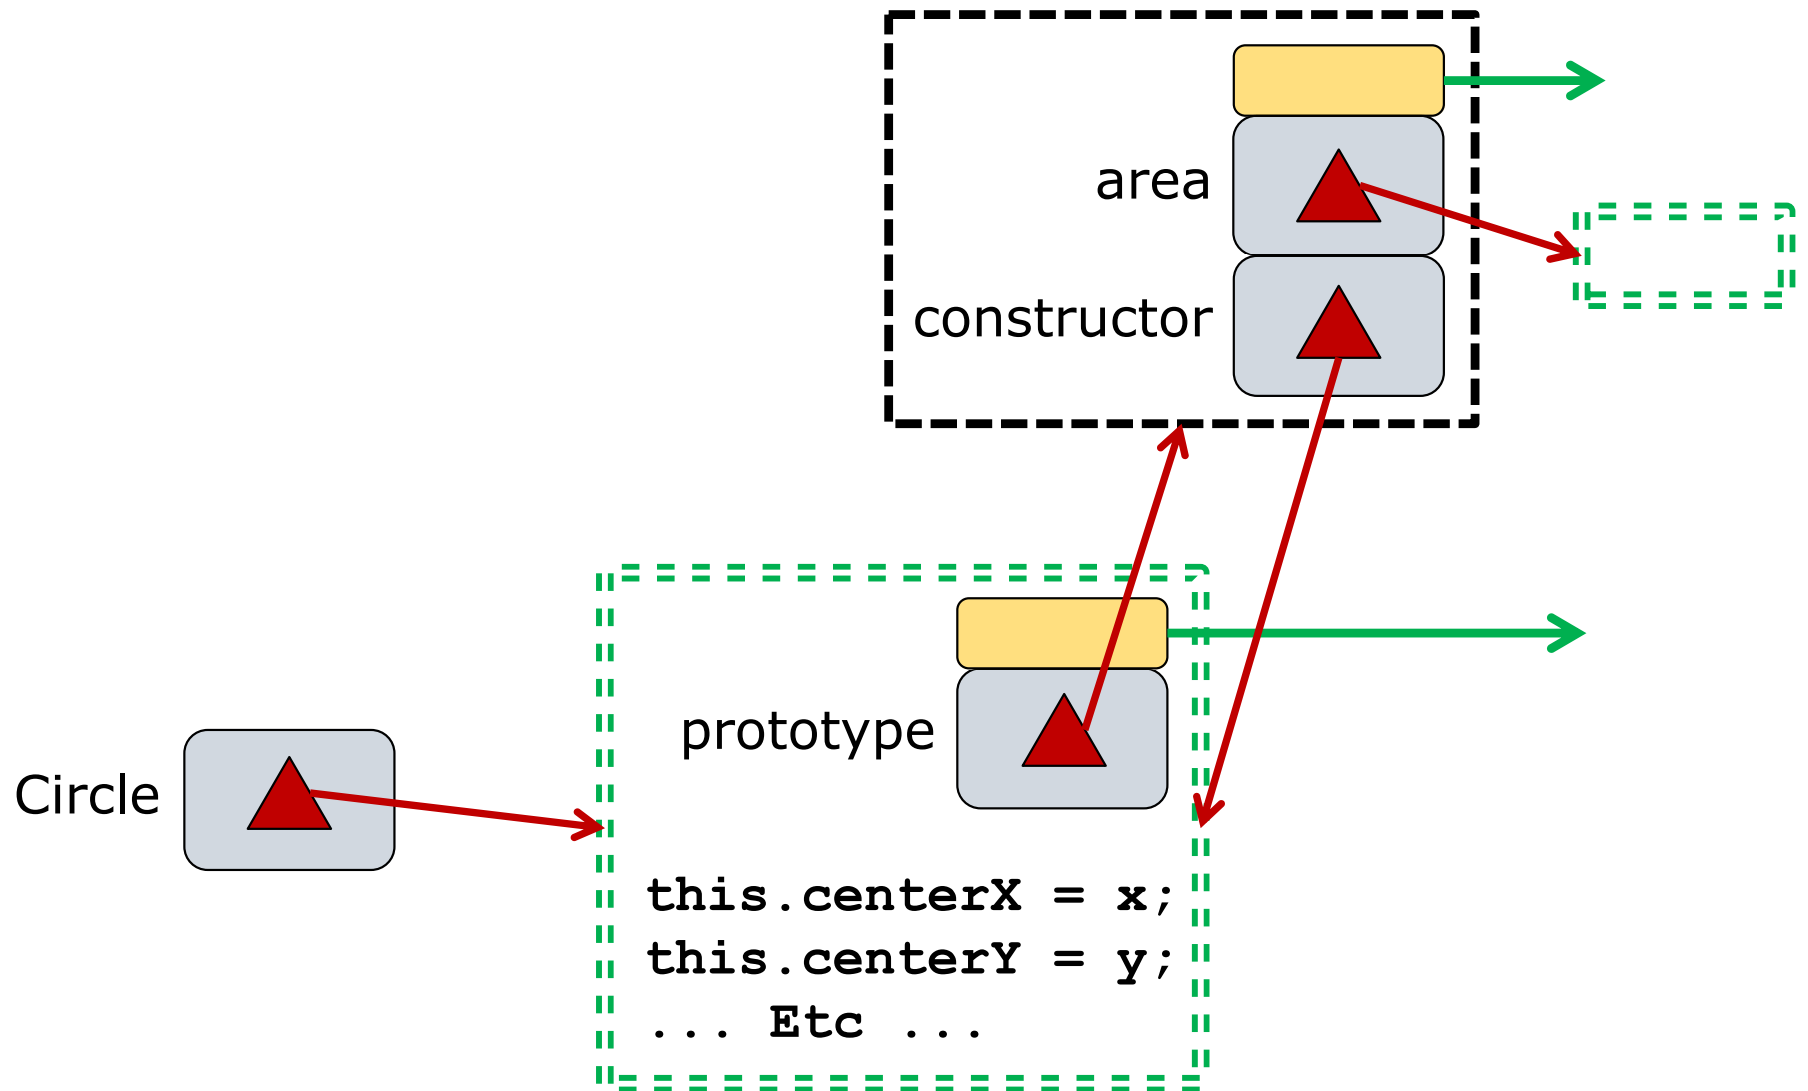 area
constructor
prototype
Circle
this.centerX = x;
this.centerY = y;
... Etc ...